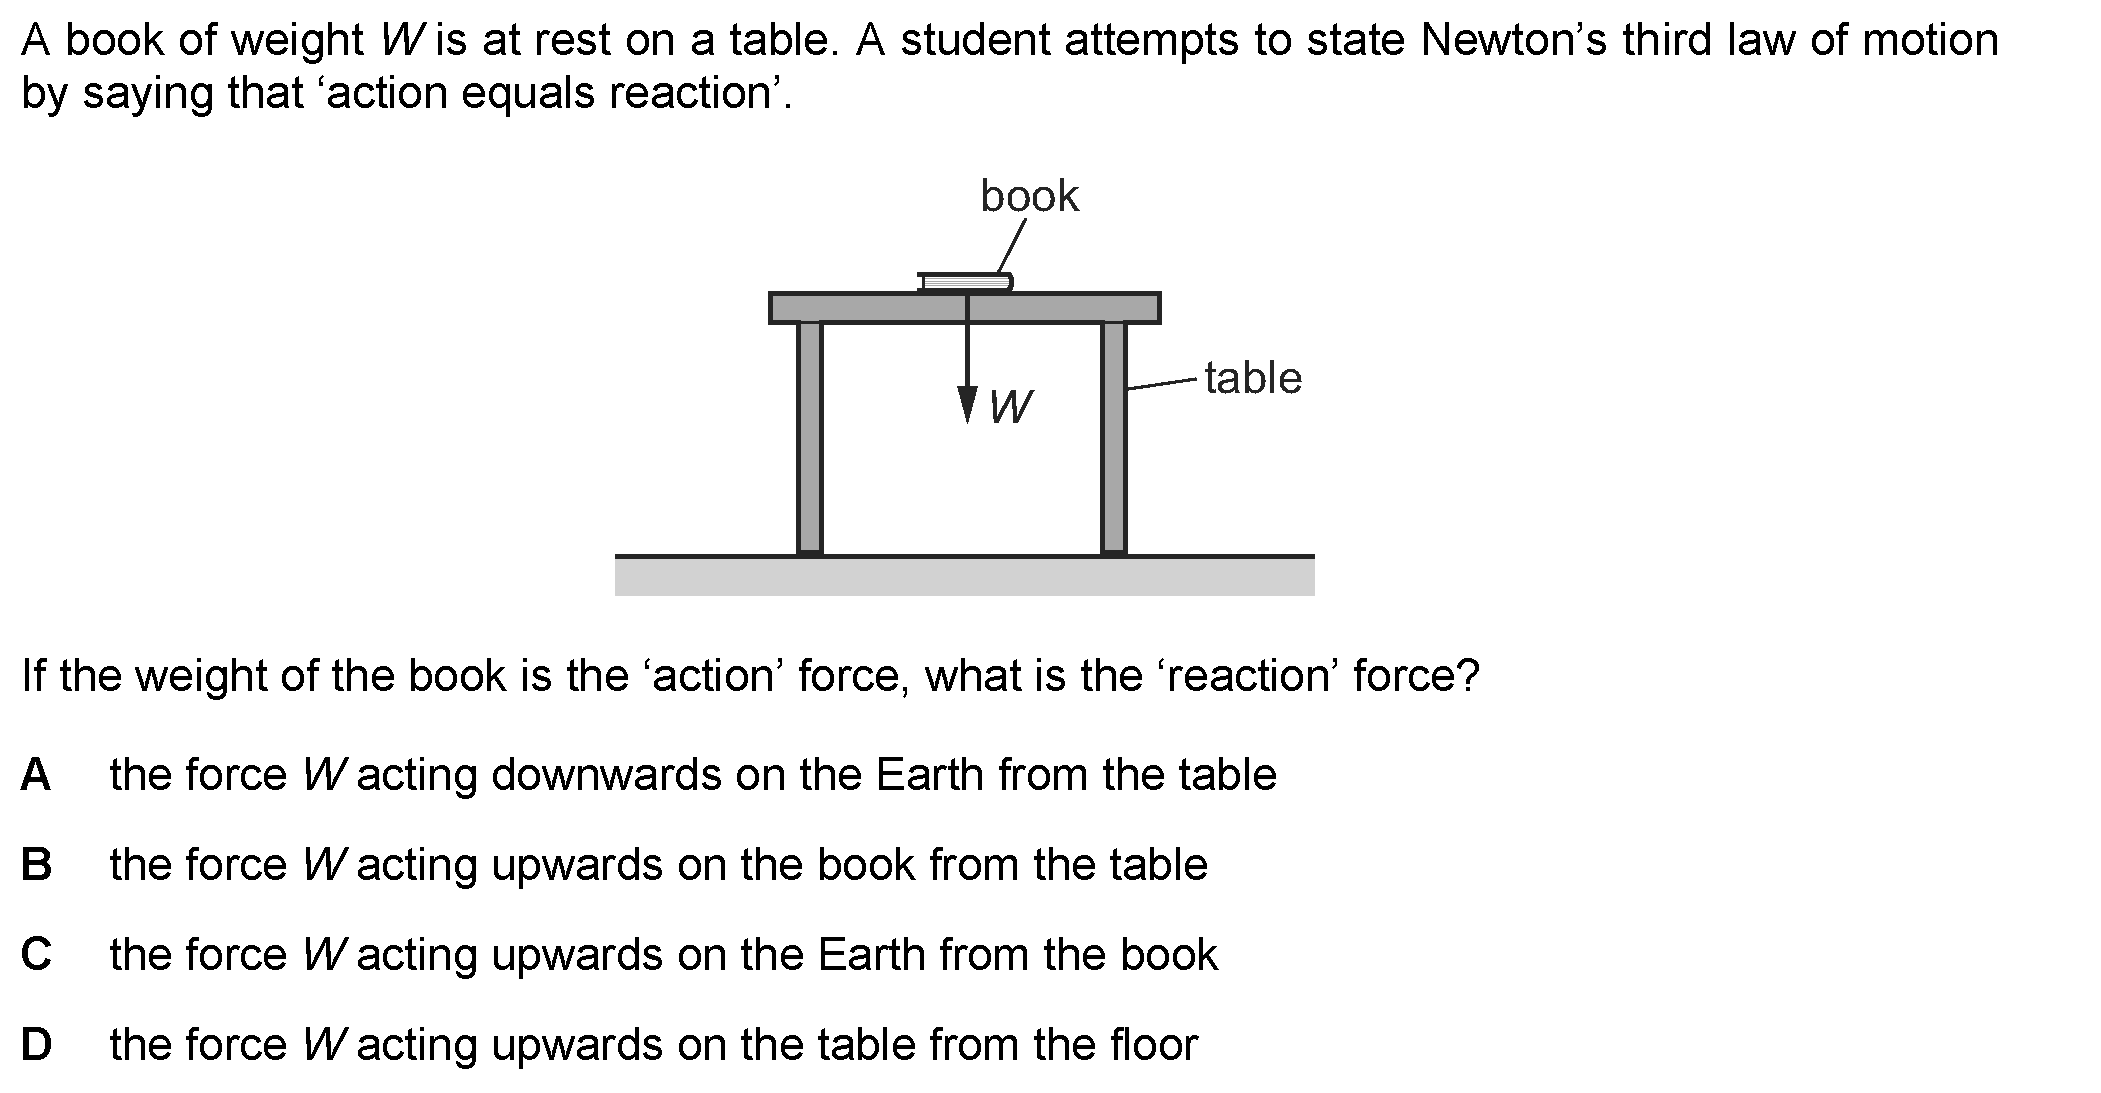 A book of weight W is at rest on a table. A student attempts to state Newton’s third law of motion
by saying that ‘action equals reaction’.
book
table
W
If the weight of the book is the ‘action’ force, what is the ‘reaction’ force?
A the force W acting downwards on the Earth from the table
B the force W acting upwards on the book from the table
C the force W acting upwards on the Earth from the book
D the force W acting upwards on the table from the floor